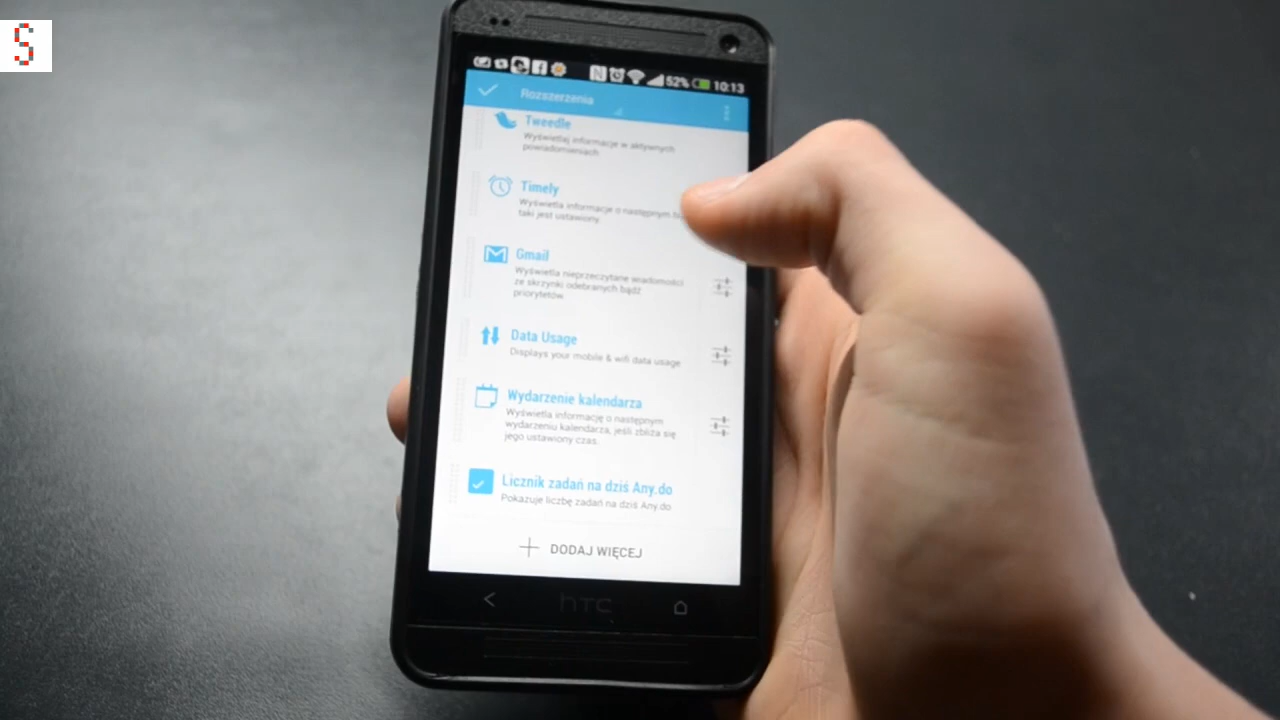 S
52% 10:13
Rozszerzenia
Tweedle
Wyświetlaj informacje w aktywnych
powiadomieniach
Timely
Wyświetla informacje o następnym
taki jest ustawiony
Gmail
Wyświetla nieprzeczytane wiadomości
ze skrzynki odebranych bądź
priorytetów
Data Usage
Displays your mobile & wifi data usage
Wydarzenie kalendarza
Wyświetla informację o następnym
wydarzeniu kalendarza, jeśli zbliża się
jego ustawiony czas.
Licznik zadań na dziś Any.do
Pokazuje liczbę zadań na dziś Any.do
DODAJ WIĘCEJ
hTC